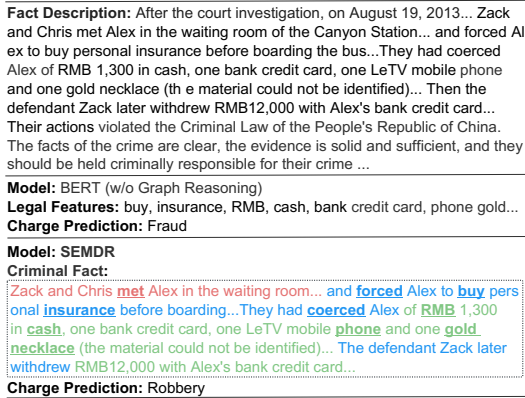 Fact Description: After the court investigation, on August 19, 2013... Zack
and Chris met Alex in the waiting room of the Canyon Station... and forced Al
ex to buy personal insurance before boarding the bus...They had coerced
Alex of RMB 1,300 in cash, one bank credit card, one LeTV mobile phone
and one gold necklace (th e material could not be identified)... Then the
defendant Zack later withdrew RMB12,000 with Alex's bank credit card...
Their actions violated the Criminal Law of the People's Republic of China.
The facts of the crime are clear, the evidence is solid and sufficient, and they
should be held criminally responsible for their crime ...
Model: BERT (w/o Graph Reasoning)
Legal Features: buy, insurance, RMB, cash, bank credit card, phone gold...
Charge Prediction: Fraud
Model: SEMDR
Criminal Fact:
Zack and Chris met Alex in the waiting room... and forced Alex to buy pers
onal insurance before boarding...They had coerced Alex of RMB 1,300
in cash, one bank credit card, one LeTV mobile phone and one gold
necklace (the material could not be identified)... The defendant Zack later
withdrew RMB12,000 with Alex's bank credit card...
Charge Prediction: Robbery